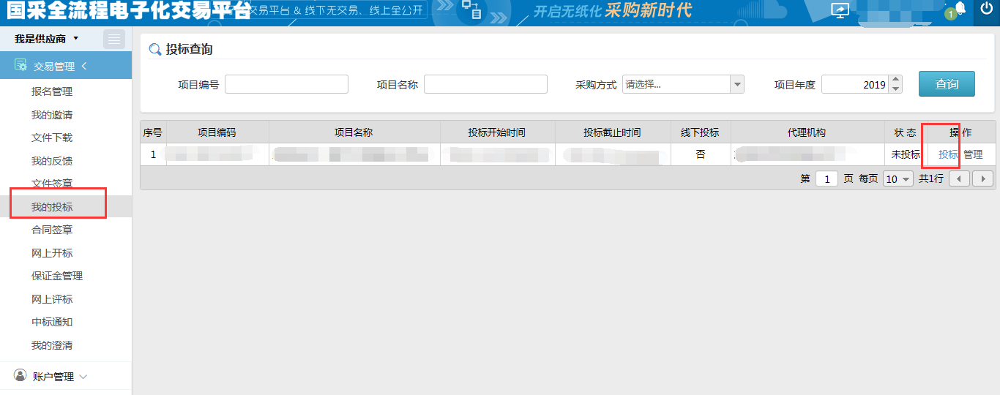 国采全流程电子化交易平台
交易平台 & 线下无交易、线上全公开
开启无纸化 采购新时代
1
我是供应商
交易管理
报名管理
我的邀请
文件下载
我的反馈
文件签章
我的投标
合同签章
网上开标
保证金管理
网上评标
中标通知
我的澄清
账户管理
投标查询
项目编号 项目名称 采购方式 请选择... 项目年度 2019 查询
序号 项目编码 项目名称 投标开始时间 投标截止时间 线下投标 代理机构 状 态 操 作
1 否 未投标 投标 管理
第 1 页 每页 10 共1行